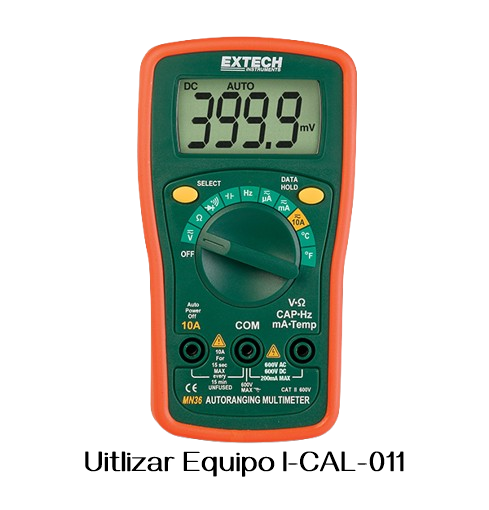 EXTECH
INSTRUMENTS
DC AUTO
399.9 mV
SELECT
DATA
HOLD
OFF V Ω Hz µA mA 10A °C °F
Auto
Power
Off
10A
COM
V-Ω
CAP-Hz
mA-Temp
10A
For
15 sec
MAX
every
15 min
UNFUSED
600V
MAX
600V AC
600V DC
200mA MAX
CE
CAT II 600V
MN36 AUTORANGING MULTIMETER
Uitlizar Equipo I-CAL-011